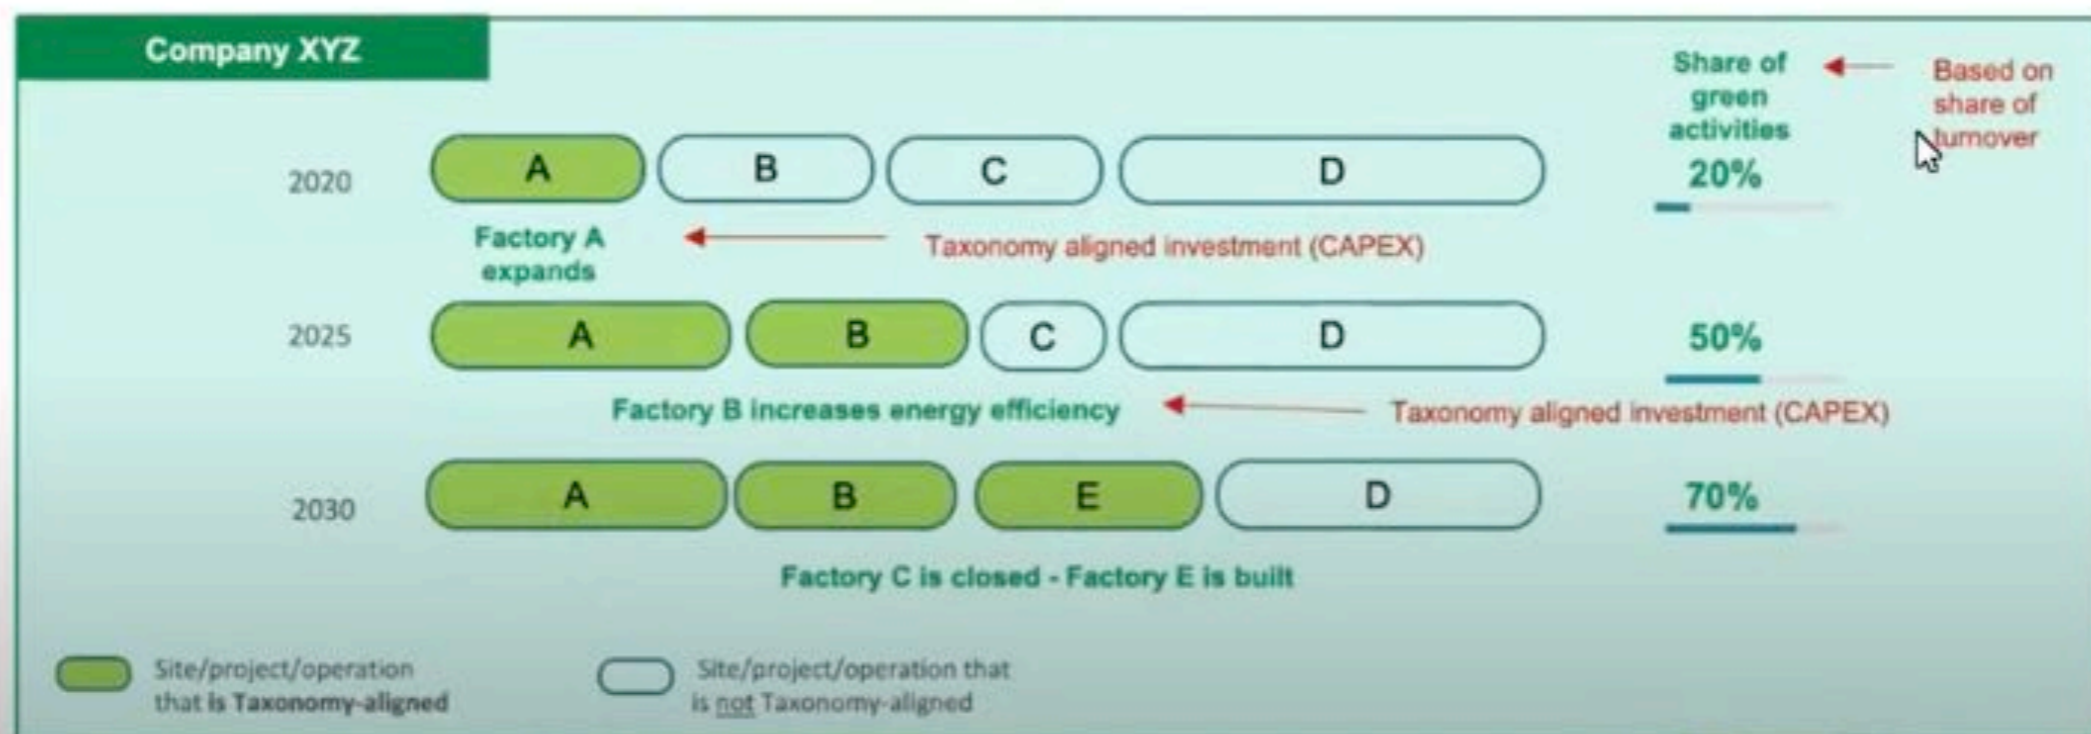 Company XYZ
Share of
green
activities
Based on
share of
turnover
2020
A
B
C
D
20%
Factory A
expands
Taxonomy aligned investment (CAPEX)
2025
A
B
C
D
50%
Factory B increases energy efficiency
Taxonomy aligned investment (CAPEX)
2030
A
B
E
D
70%
Factory C is closed - Factory E is built
Site/project/operation
that is Taxonomy-aligned
Site/project/operation that
is not Taxonomy-aligned